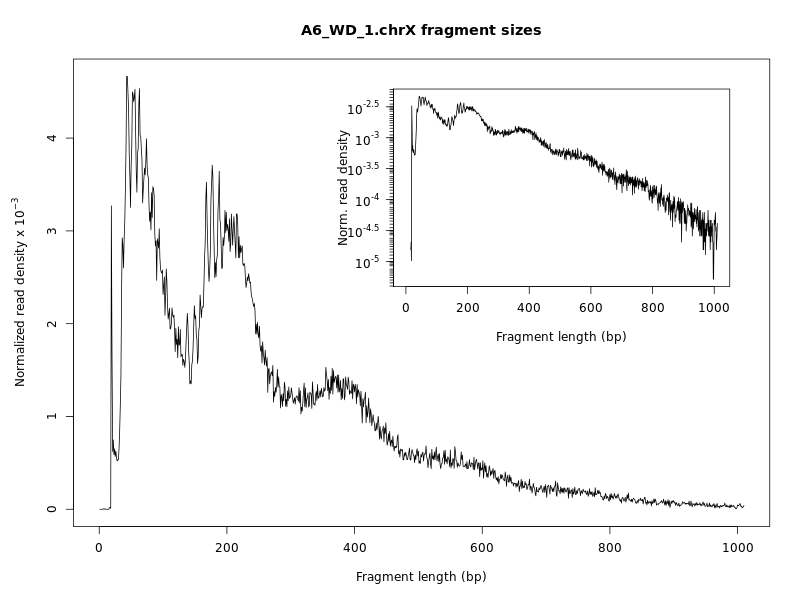 A6_WD_1.chrX fragment sizes
Normalized read density x 10^-3
4
3
2
1
0
0 200 400 600 800 1000
Fragment length (bp)
Norm. read density
10^-2.5
10^-3
10^-3.5
10^-4
10^-4.5
10^-5
0 200 400 600 800 1000
Fragment length (bp)